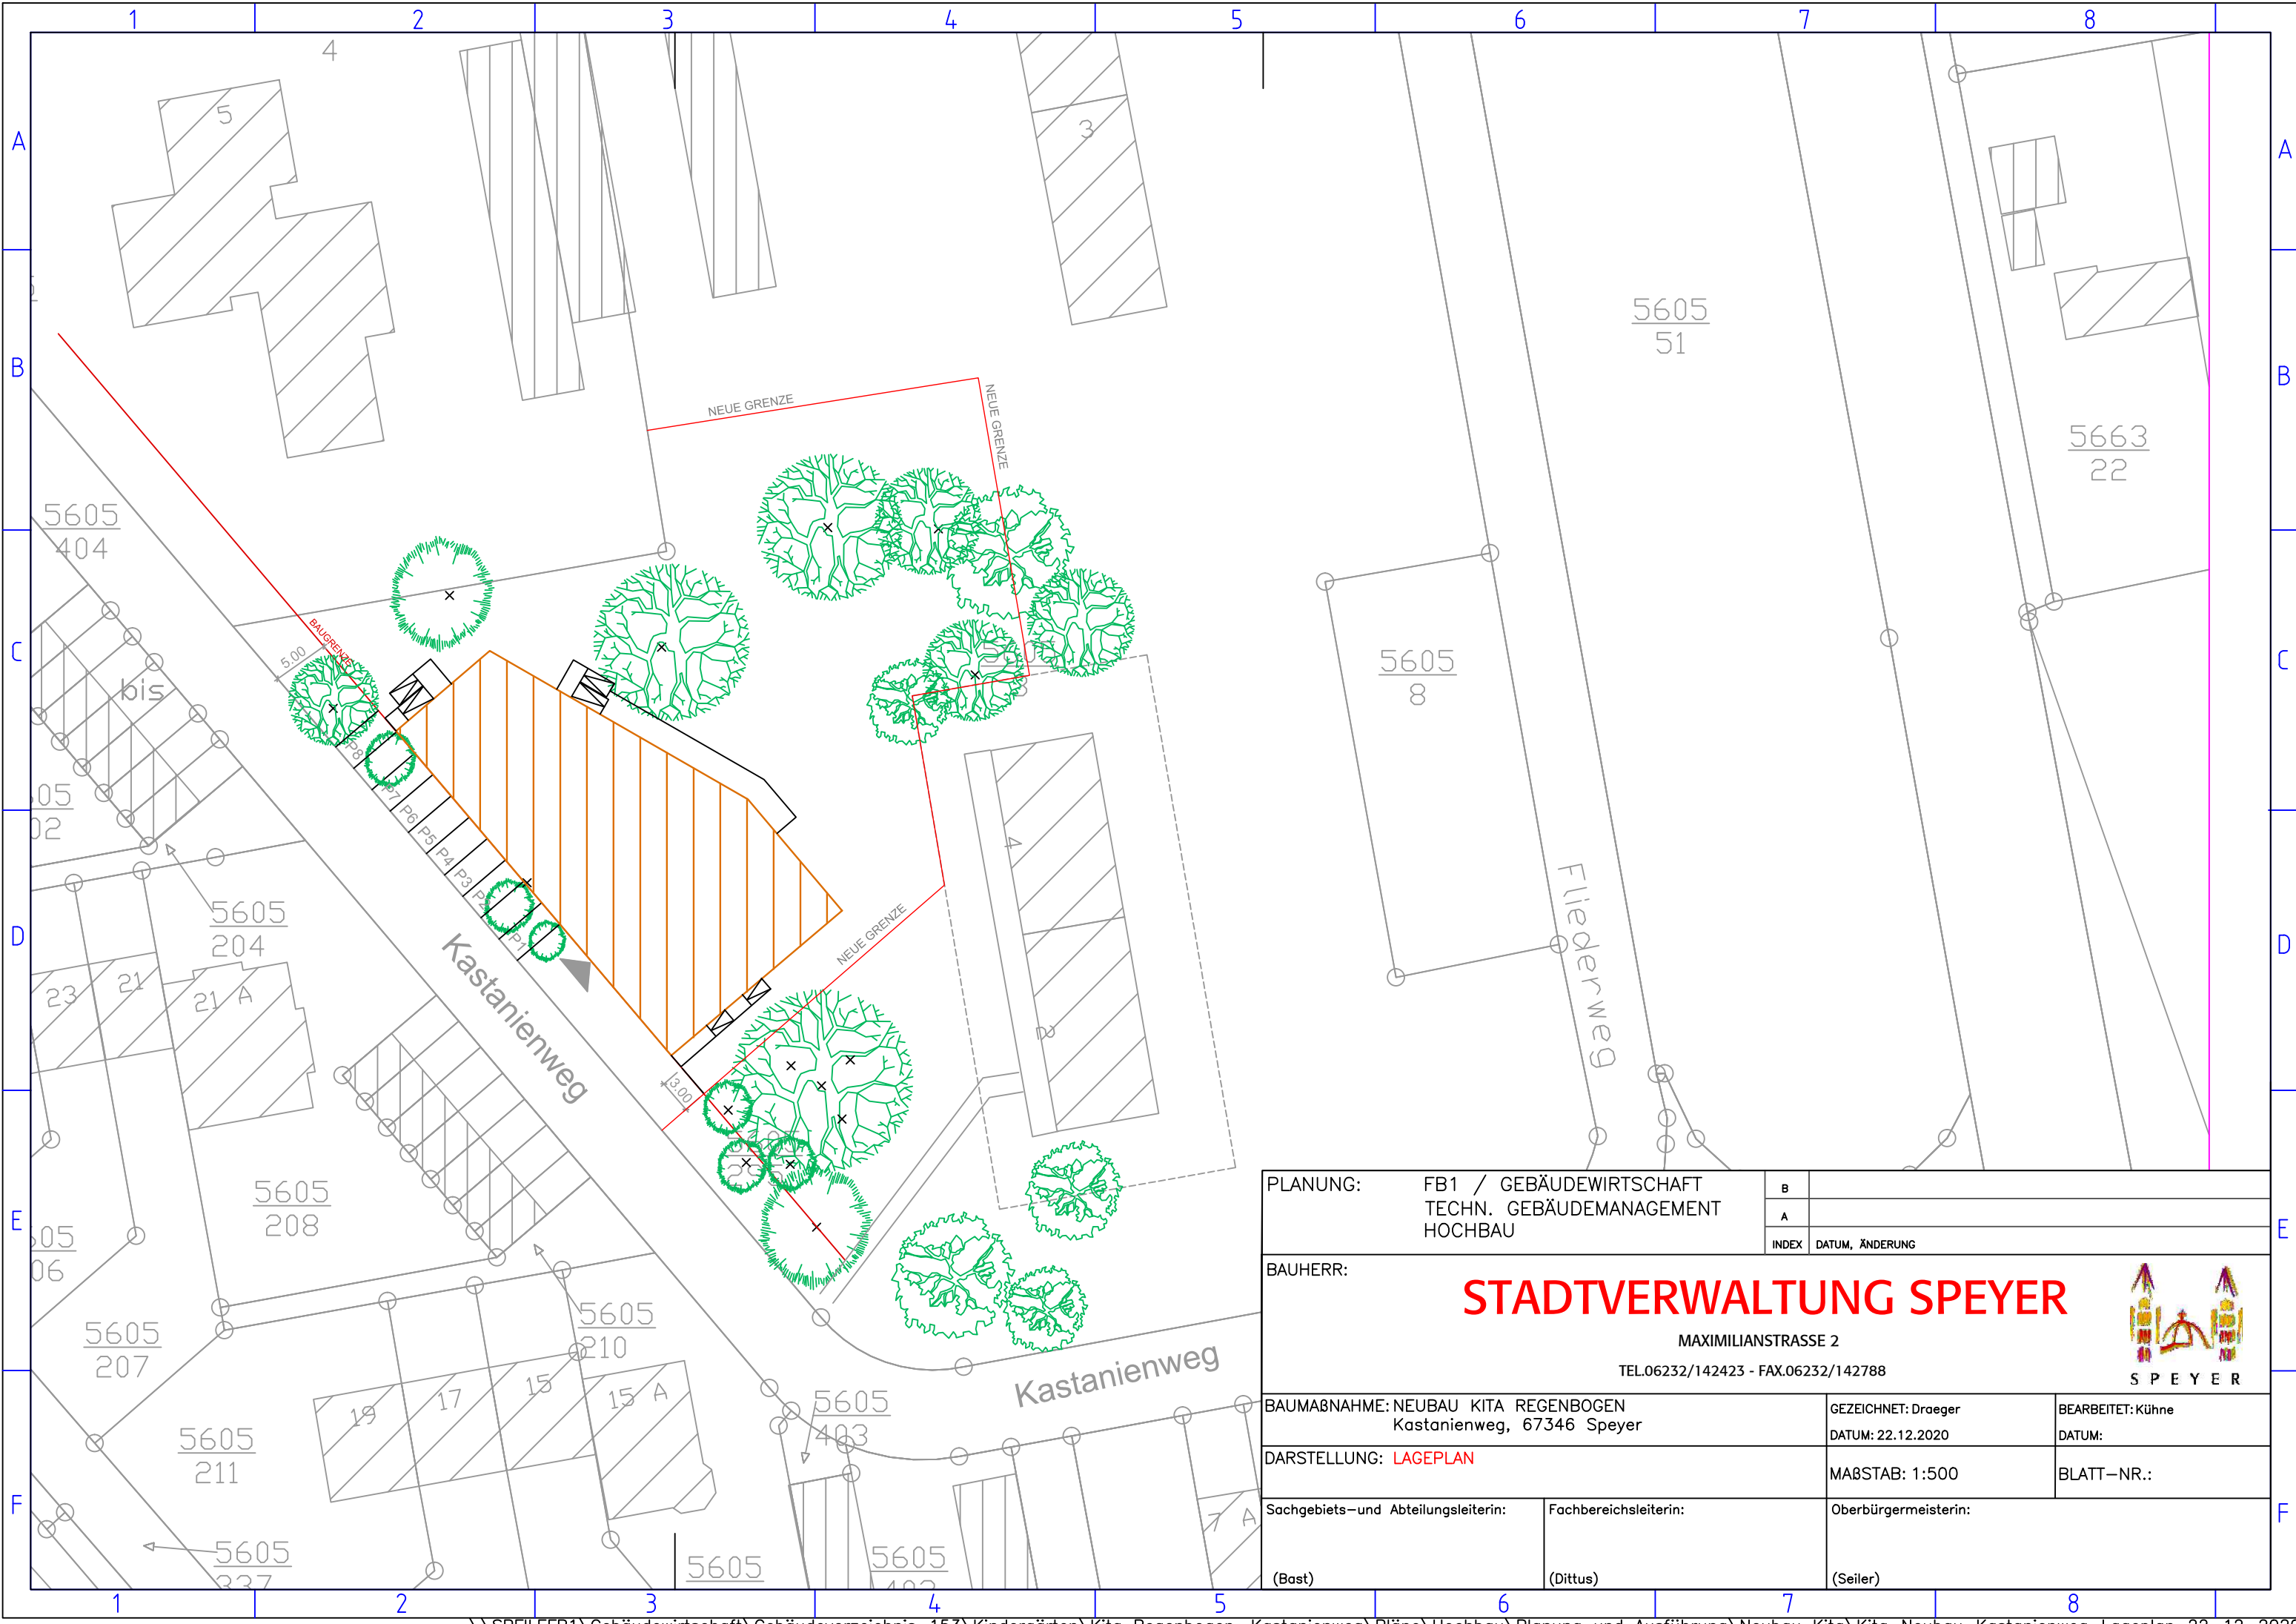 1 2 3 4 5 6 7 8
A
A
B
B
C
C
D
D
E
E
F
F
4
5
3
NEUE GRENZE
NEUE GRENZE
5605
51
5663
22
5605
404
BAUGRENZE
5.00
bis
5605
8
P8
P7
P6
P5
P4
P3
P2
P1
4
2
NEUE GRENZE
5605
204
23
21
21 A
Kastanienweg
Fliederweg
3.00
5605
208
5605
207
5605
210
19
17
15
15 A
5605
211
5605
403
Kastanienweg
5605
337
5605
5605
7 A
PLANUNG: FB1 / GEBÄUDEWIRTSCHAFT
TECHN. GEBÄUDEMANAGEMENT
HOCHBAU
B
A
INDEX DATUM, ÄNDERUNG
BAUHERR:
STADTVERWALTUNG SPEYER
MAXIMILIANSTRASSE 2
TEL.06232/142423 - FAX.06232/142788
SPEYER
BAUMAßNAHME: NEUBAU KITA REGENBOGEN
Kastanienweg, 67346 Speyer
GEZEICHNET: Draeger
DATUM: 22.12.2020
BEARBEITET: Kühne
DATUM:
DARSTELLUNG: LAGEPLAN
MAßSTAB: 1:500
BLATT-NR.:
Sachgebiets-und Abteilungsleiterin:
(Bast)
Fachbereichsleiterin:
(Dittus)
Oberbürgermeisterin:
(Seiler)
1 2 3 4 5 6 7 8